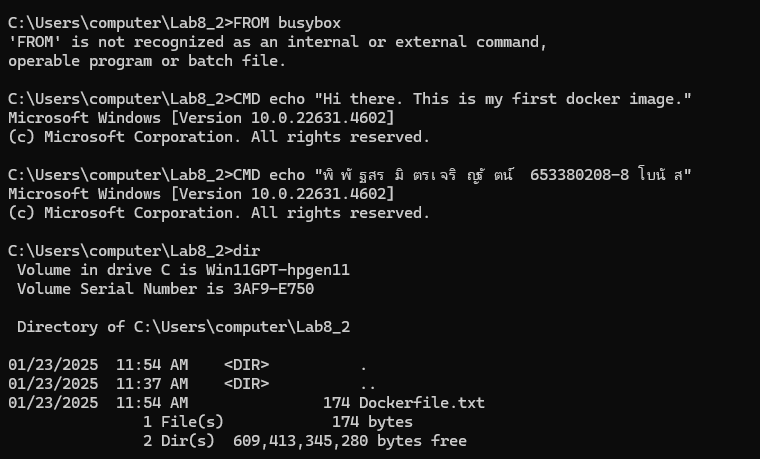 C:\Users\computer\Lab8_2>FROM busybox
'FROM' is not recognized as an internal or external command,
operable program or batch file.
C:\Users\computer\Lab8_2>CMD echo "Hi there. This is my first docker image."
Microsoft Windows [Version 10.0.22631.4602]
(c) Microsoft Corporation. All rights reserved.
C:\Users\computer\Lab8_2>CMD echo "พิ พั ฐสร มิ ตรเจริ ญรั ตน์ 653380208-8 โบนั ส"
Microsoft Windows [Version 10.0.22631.4602]
(c) Microsoft Corporation. All rights reserved.
C:\Users\computer\Lab8_2>dir
Volume in drive C is Win11GPT-hpgen11
Volume Serial Number is 3AF9-E750
Directory of C:\Users\computer\Lab8_2
01/23/2025 11:54 AM <DIR> .
01/23/2025 11:37 AM <DIR> ..
01/23/2025 11:54 AM 174 Dockerfile.txt
1 File(s) 174 bytes
2 Dir(s) 609,413,345,280 bytes free